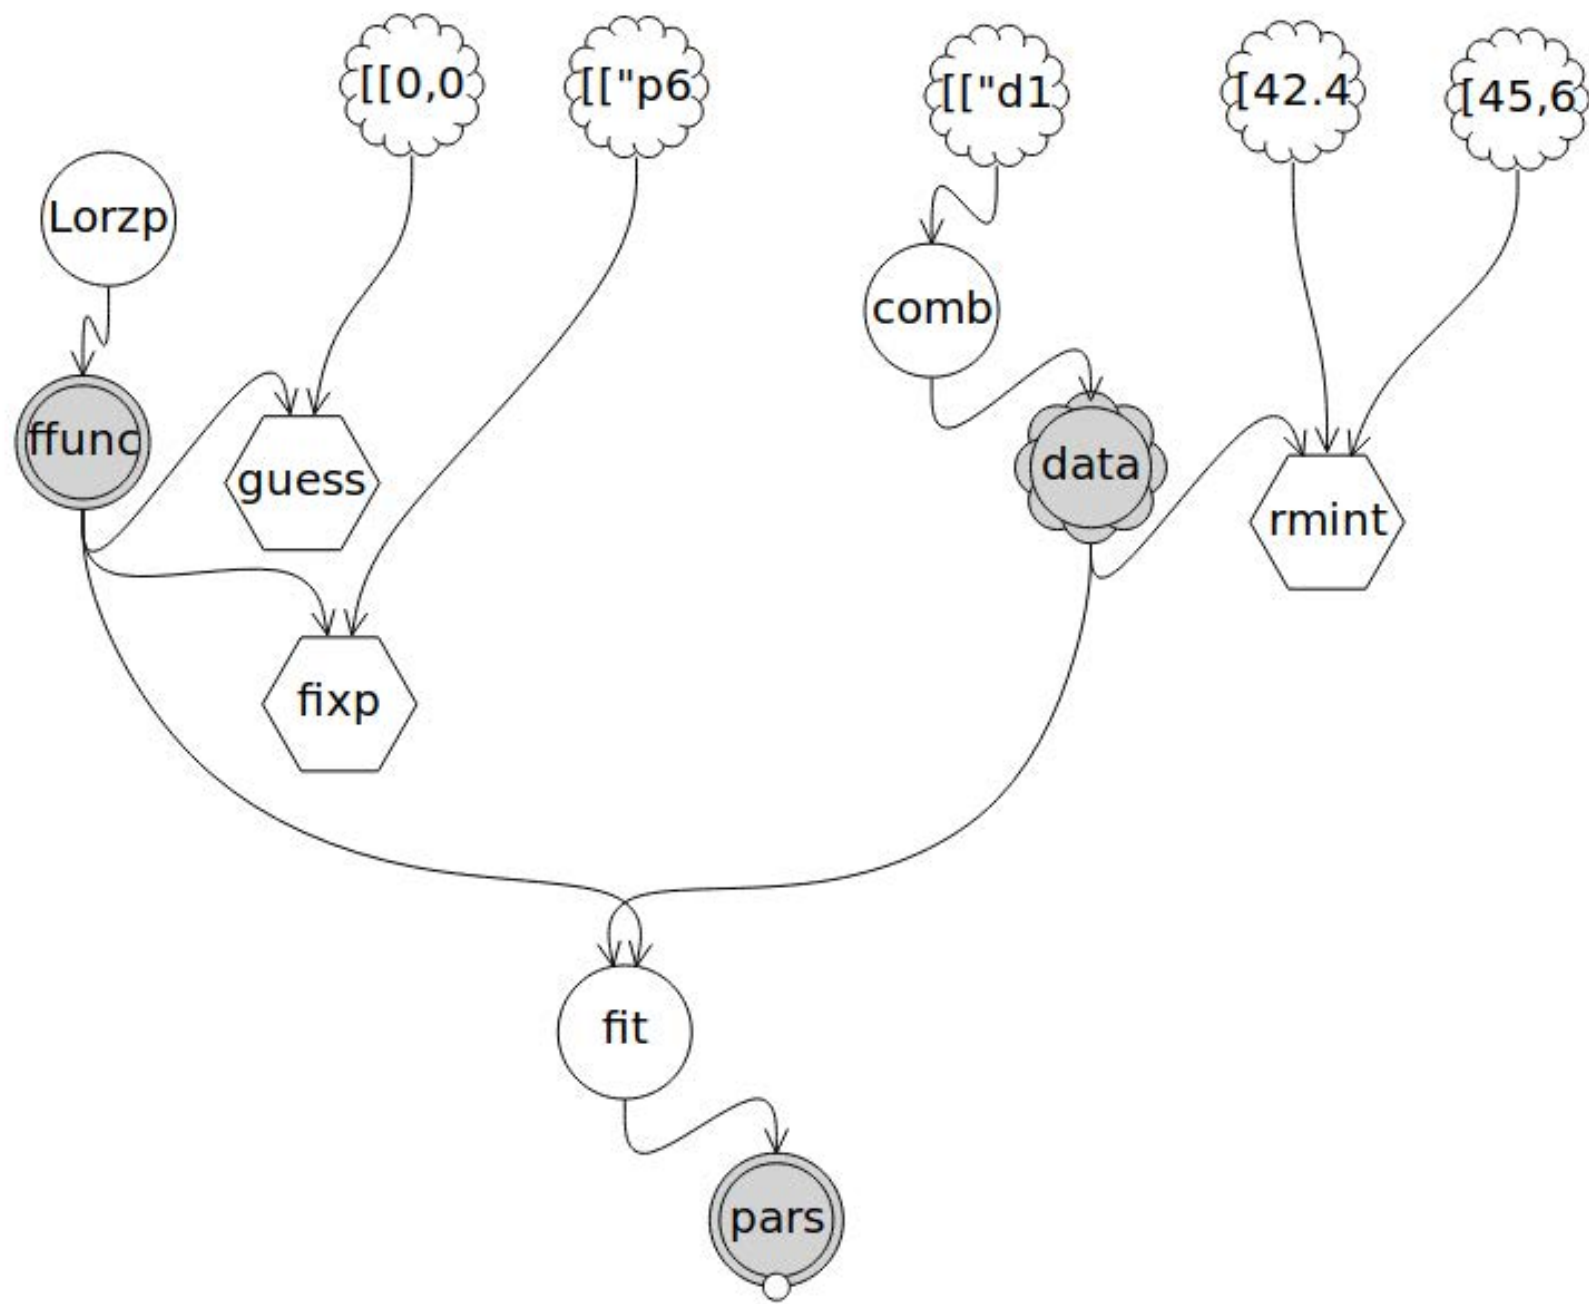 [[0,0
[["p6
[["d1
[42.4
[45,6
Lorzp
comb
ffunc
guess
data
rmint
fixp
fit
pars